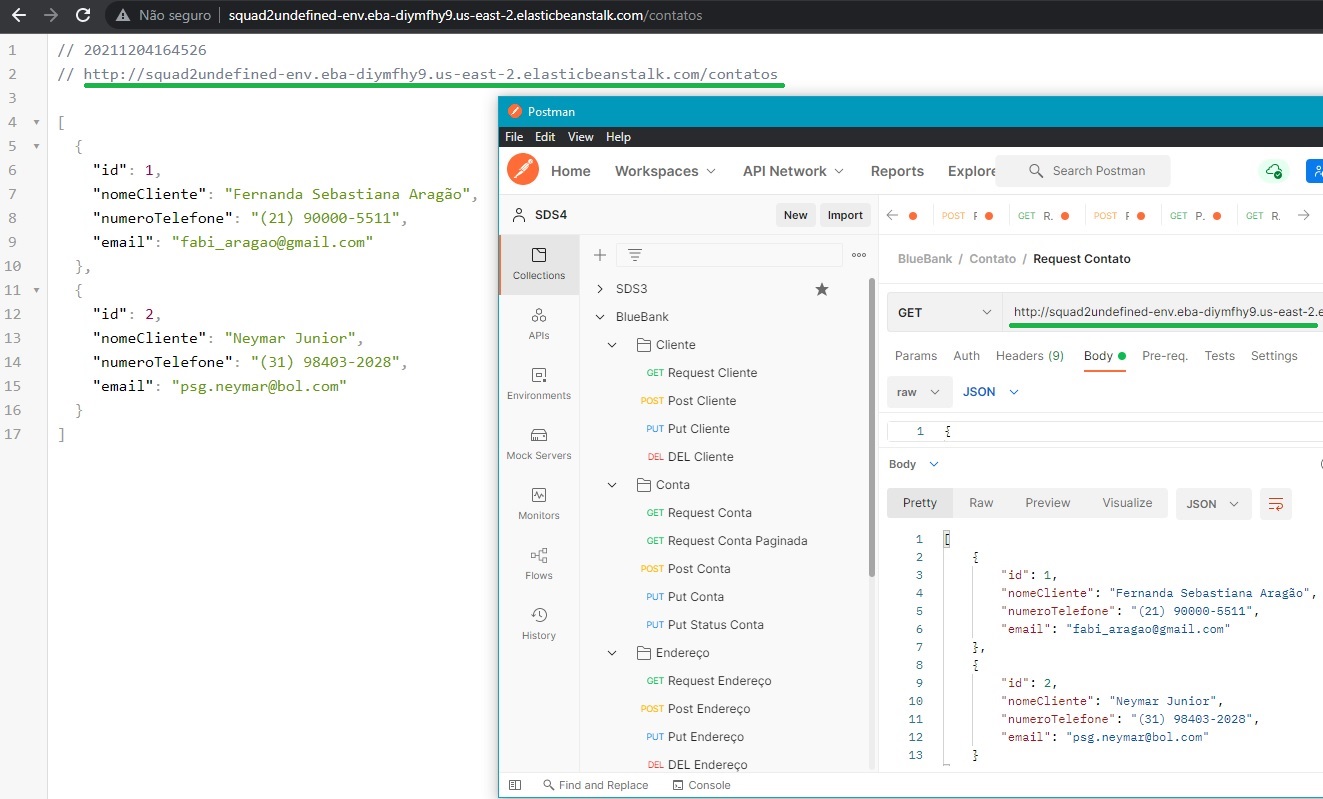 Não seguro squad2undefined-env.eba-diymfhy9.us-east-2.elasticbeanstalk.com/contatos
1 // 20211204164526
2 // http://squad2undefined-env.eba-diymfhy9.us-east-2.elasticbeanstalk.com/contatos
3
4 [
5 {
6 "id": 1,
7 "nomeCliente": "Fernanda Sebastiana Aragão",
8 "numeroTelefone": "(21) 90000-5511",
9 "email": "fabi_aragao@gmail.com"
10 },
11 {
12 "id": 2,
13 "nomeCliente": "Neymar Junior",
14 "numeroTelefone": "(31) 98403-2028",
15 "email": "psg.neymar@bol.com"
16 }
17 ]
Postman
File Edit View Help
Home Workspaces API Network Reports Explore Search Postman
SDS4 New Import
Collections
APIs
Environments
Mock Servers
Monitors
Flows
History
SDS3
BlueBank
Cliente
GET Request Cliente
POST Post Cliente
PUT Put Cliente
DEL DEL Cliente
Conta
GET Request Conta
GET Request Conta Paginada
POST Post Conta
PUT Put Conta
PUT Put Status Conta
Endereço
GET Request Endereço
POST Post Endereço
PUT Put Endereço
DEL DEL Endereço
POST GET R. POST GET P. GET R.
BlueBank / Contato / Request Contato
GET http://squad2undefined-env.eba-diymfhy9.us-east-2.e
Params Auth Headers (9) Body Pre-req. Tests Settings
raw JSON
1 {
Body
Pretty Raw Preview Visualize JSON
1 [
2 {
3 "id": 1,
4 "nomeCliente": "Fernanda Sebastiana Aragão",
5 "numeroTelefone": "(21) 90000-5511",
6 "email": "fabi_aragao@gmail.com"
7 },
8 {
9 "id": 2,
10 "nomeCliente": "Neymar Junior",
11 "numeroTelefone": "(31) 98403-2028",
12 "email": "psg.neymar@bol.com"
13 }
Find and Replace Console